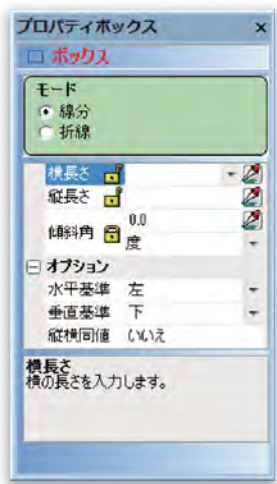 プロパティボックス ×
ボックス
モード
線分
折線
横長さ
縦長さ
0.0
傾斜角
度
オプション
水平基準 左
垂直基準 下
縦横同値 いいえ
横長さ
横の長さを入力します。